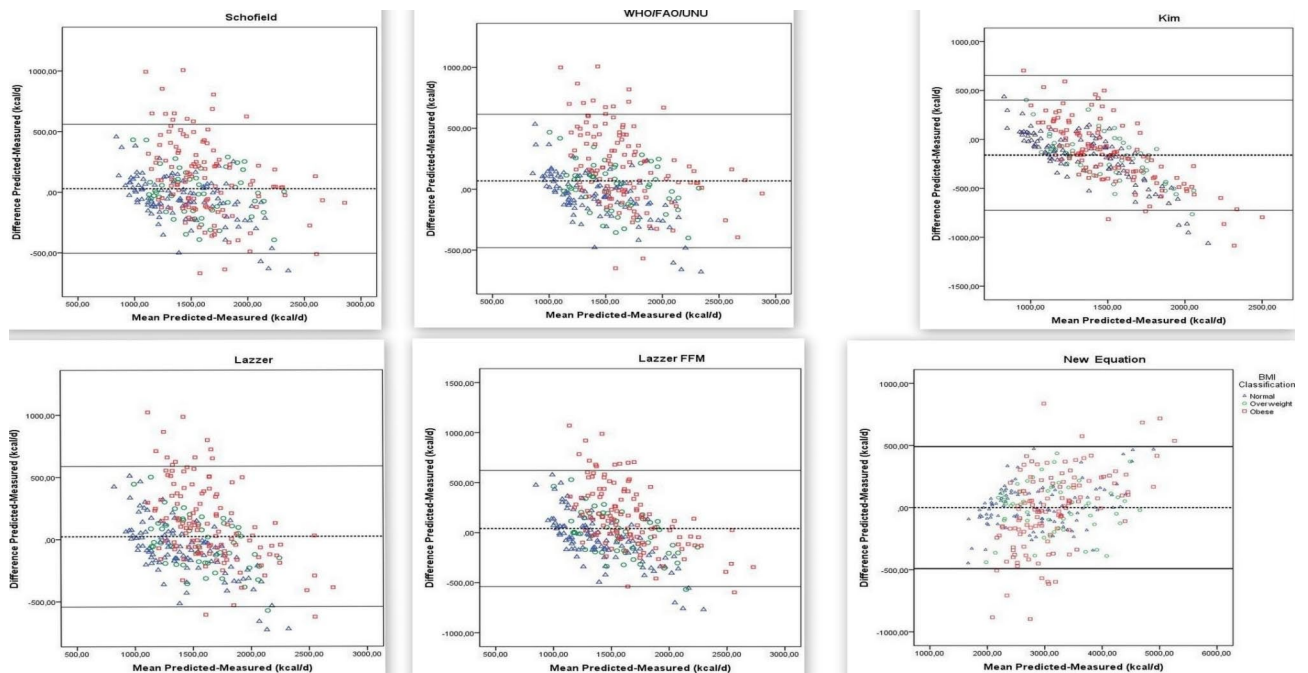 Schofield
Difference Predicted-Measured (kcal/d)
1000,00
500,00
,00
-500,00
500,00 1000,00 1500,00 2000,00 2500,00 3000,00
Mean Predicted-Measured (kcal/d)
WHO/FAO/UNU
Difference Predicted-Measured (kcal/d)
1000,00
500,00
,00
-500,00
500,00 1000,00 1500,00 2000,00 2500,00 3000,00
Mean Predicted-Measured (kcal/d)
Kim
Difference Predicted-Measured (kcal/d)
1000,00
500,00
,00
-500,00
-1000,00
-1500,00
1000,00 1500,00 2000,00 2500,00
Mean Predicted-Measured (kcal/d)
Lazzer
Difference Predicted-Measured (kcal/d)
1000,00
500,00
,00
-500,00
500,00 1000,00 1500,00 2000,00 2500,00 3000,00
Mean Predicted-Measured (kcal/d)
Lazzer FFM
Difference Predicted-Measured (kcal/d)
1500,00
1000,00
500,00
,00
-500,00
-1000,00
500,00 1000,00 1500,00 2000,00 2500,00 3000,00
Mean Predicted-Measured (kcal/d)
New Equation
Difference Predicted-Measured (kcal/d)
1000,00
500,00
,00
-500,00
-1000,00
1000,00 2000,00 3000,00 4000,00 5000,00 6000,00
Mean Predicted-Measured (kcal/d)
BMI
Classification
Normal
Overweight
Obese